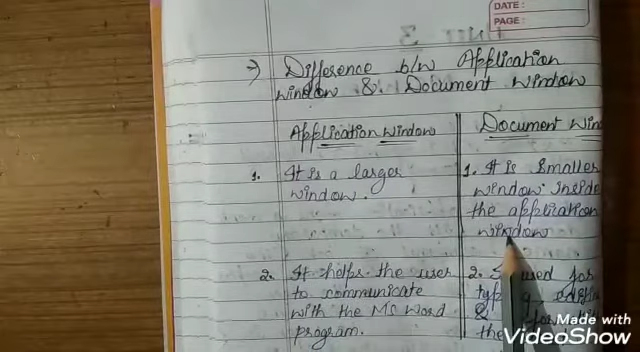 DATE:
PAGE:
→) Difference b/w Application
window & Document window
Application window
Document Win
1. It is a larger
window.
1. It is smaller
window inside
the application
window
2. It helps the user
to communicate
with the MS Word
program.
2. used for
&
the
Made with
VideoShow